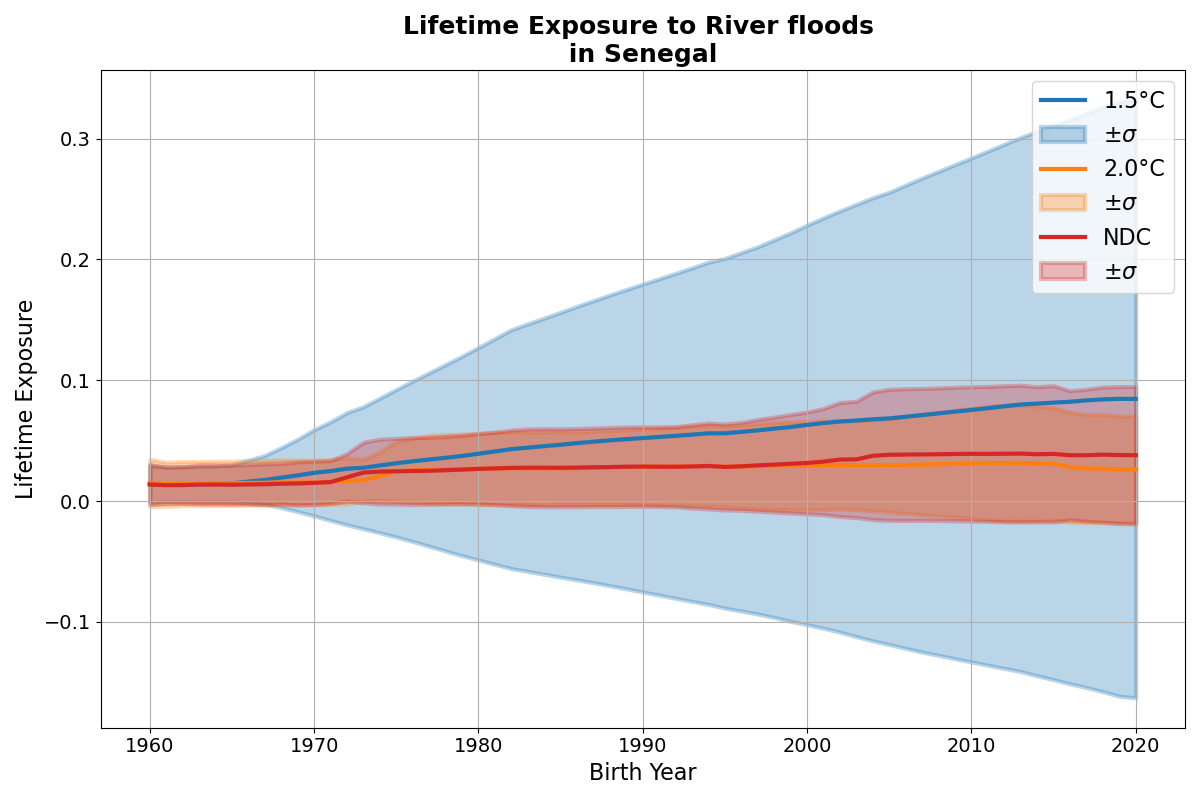 Lifetime Exposure to River floods
in Senegal
1.5°C
±σ
2.0°C
±σ
NDC
±σ
0.3
0.2
0.1
0.0
−0.1
Lifetime Exposure
1960 1970 1980 1990 2000 2010 2020
Birth Year